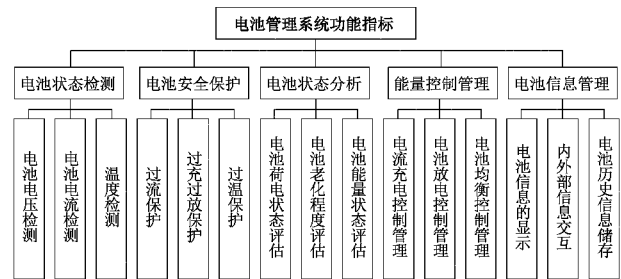 电池管理系统功能指标
电池状态检测
电池安全保护
电池状态分析
能量控制管理
电池信息管理
电池电压检测
电池电流检测
温度检测
过流保护
过充过放保护
过温保护
电池荷电状态评估
电池老化程度评估
电池能量状态评估
电流充电控制管理
电池放电控制管理
电池均衡控制管理
电池信息的显示
内外部信息交互
电池历史信息储存